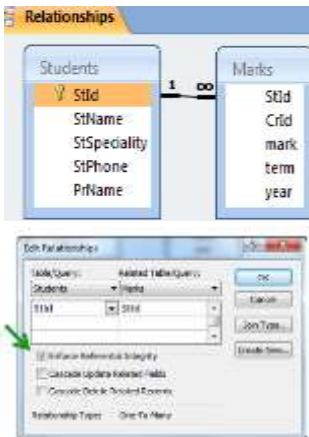 Relationships
Students
StId
StName
StSpeciality
StPhone
PrName
1 ∞
Marks
StId
CrId
mark
term
year
Edit Relationships
Table/Query: Related Table/Query:
Students Marks
StId StId
OK
Cancel
Join Type..
Create New..
Enforce Referential Integrity
Cascade Update Related Fields
Cascade Delete Related Records
Relationship Type: One-To-Many